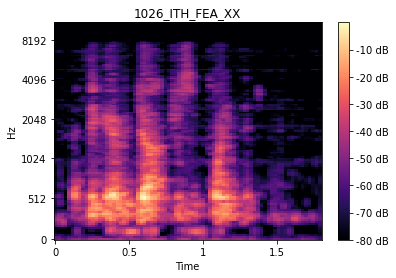 1026_ITH_FEA_XX
8192
4096
2048
1024
512
0
Hz
0
0.5
1
1.5
Time
-10 dB
-20 dB
-30 dB
-40 dB
-50 dB
-60 dB
-70 dB
-80 dB